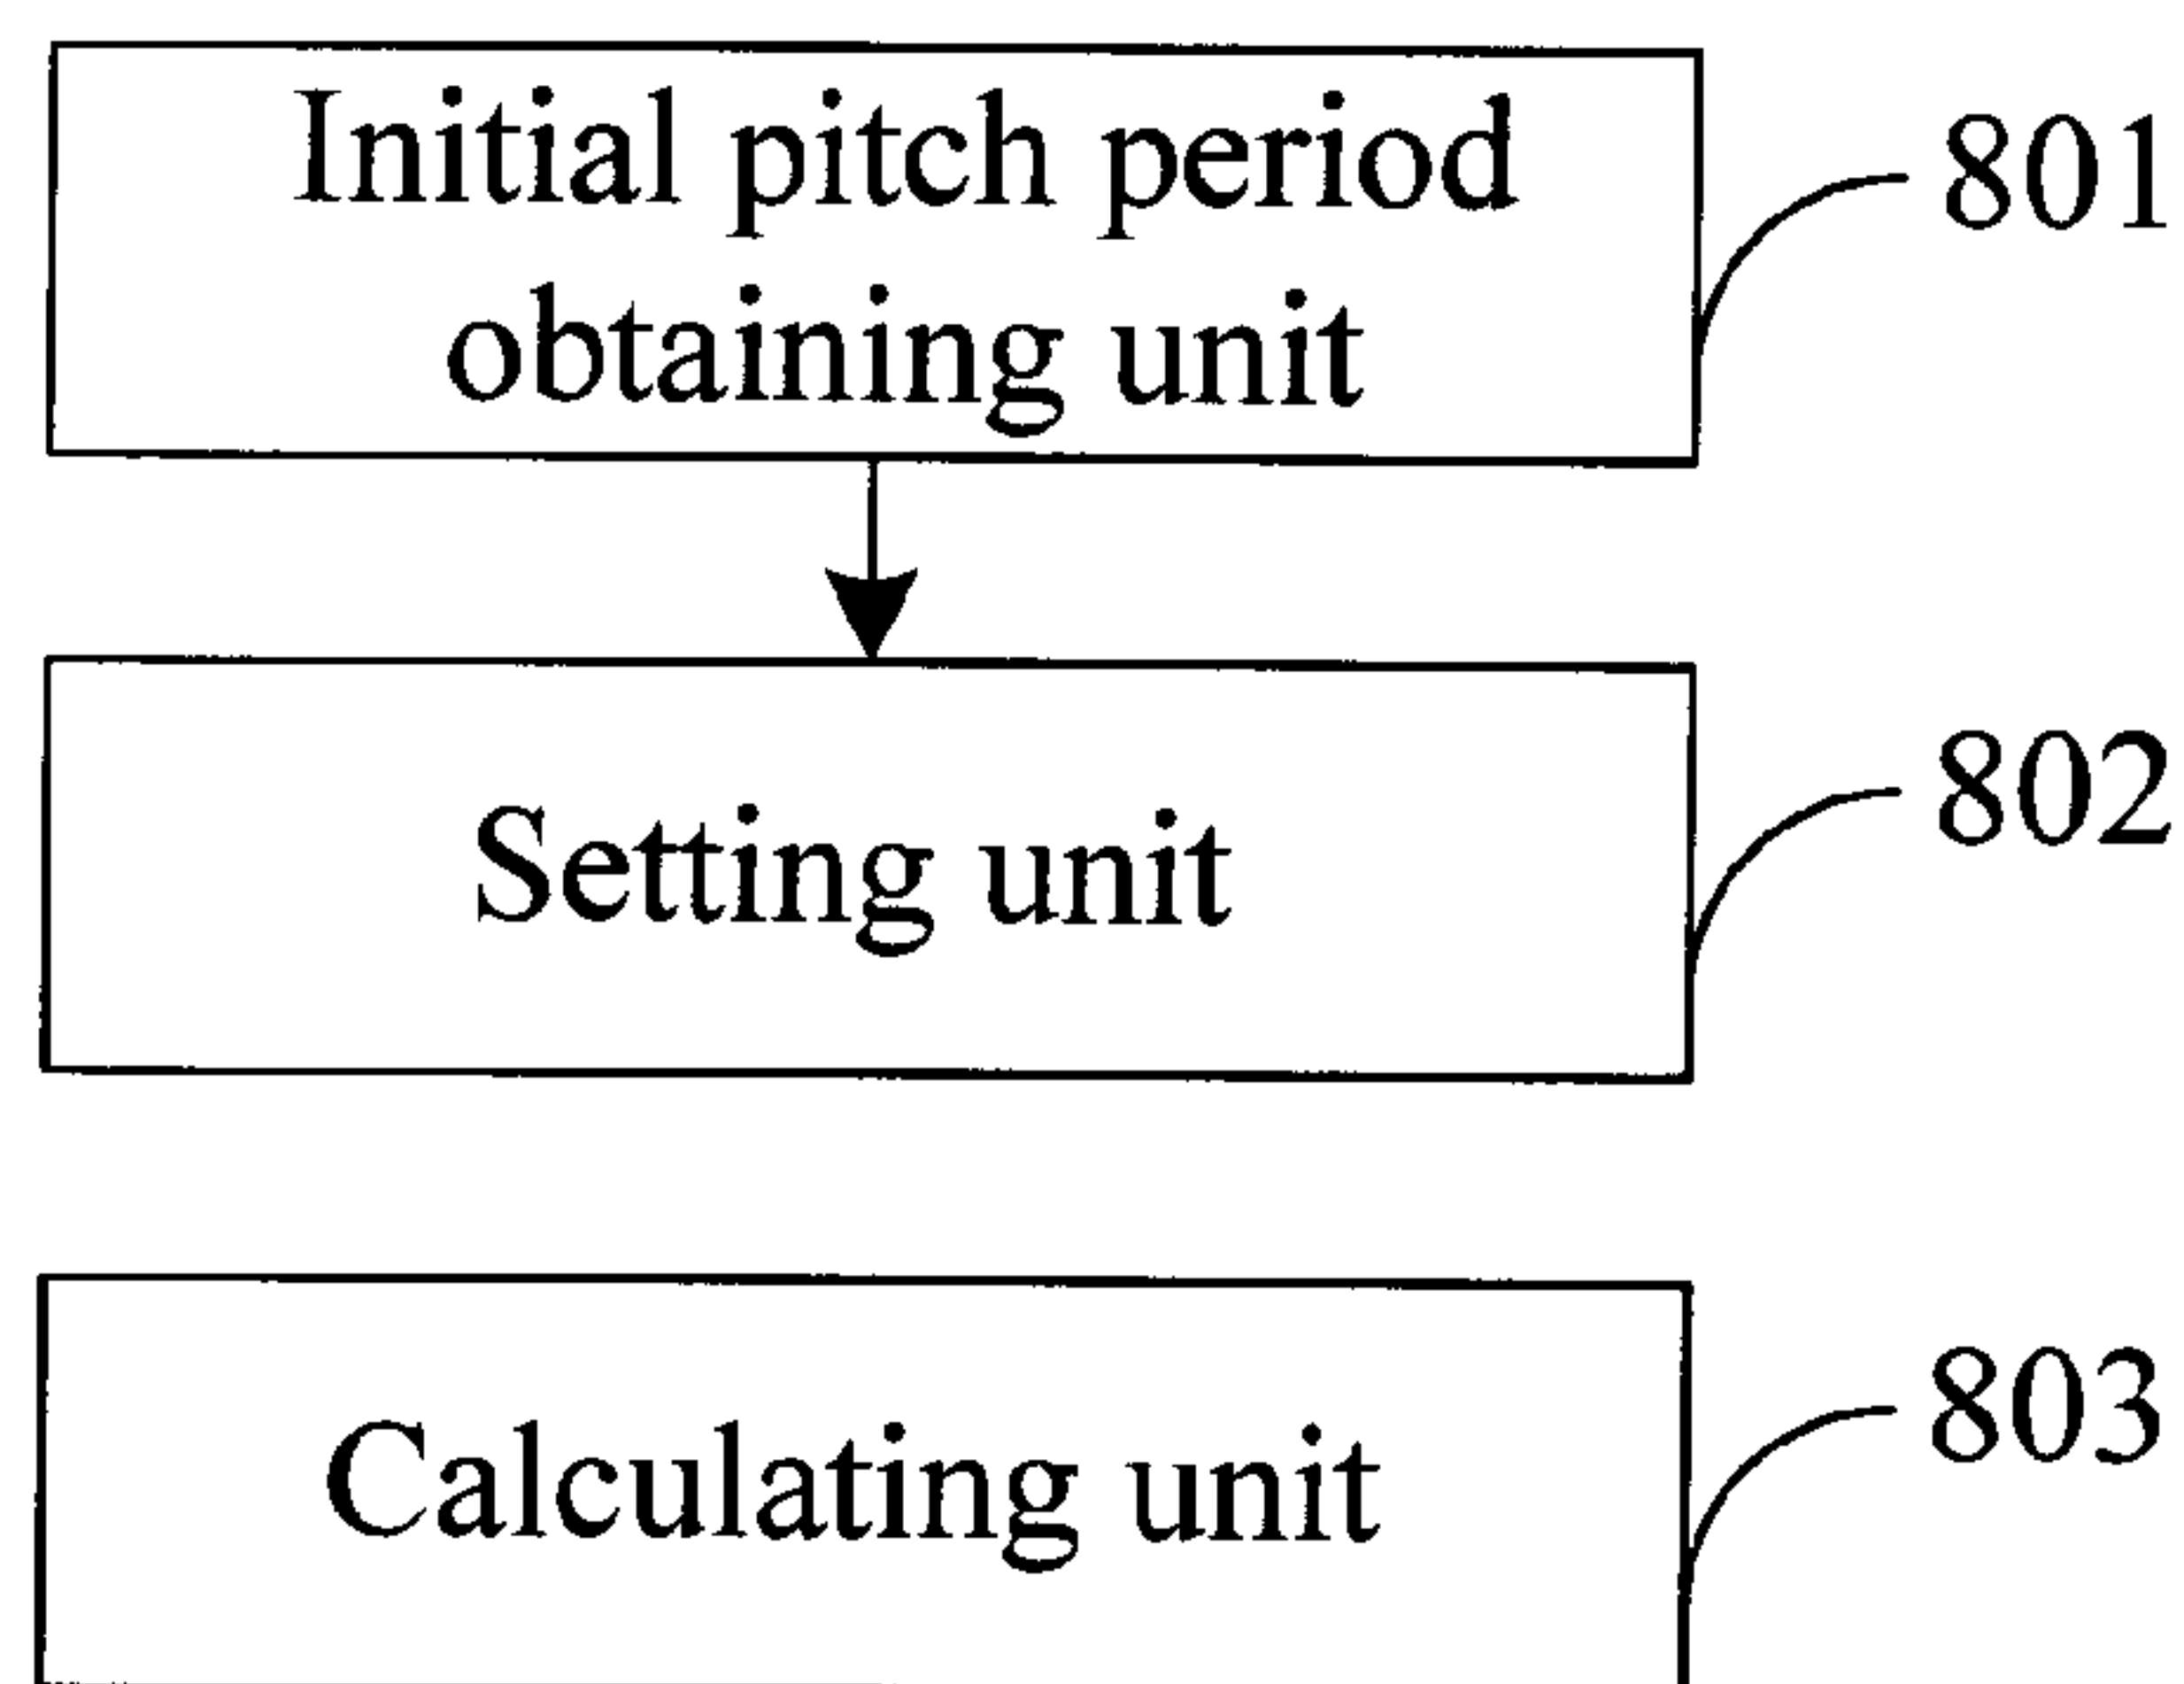 Initial pitch period
obtaining unit
801
Setting unit
802
Calculating unit
803